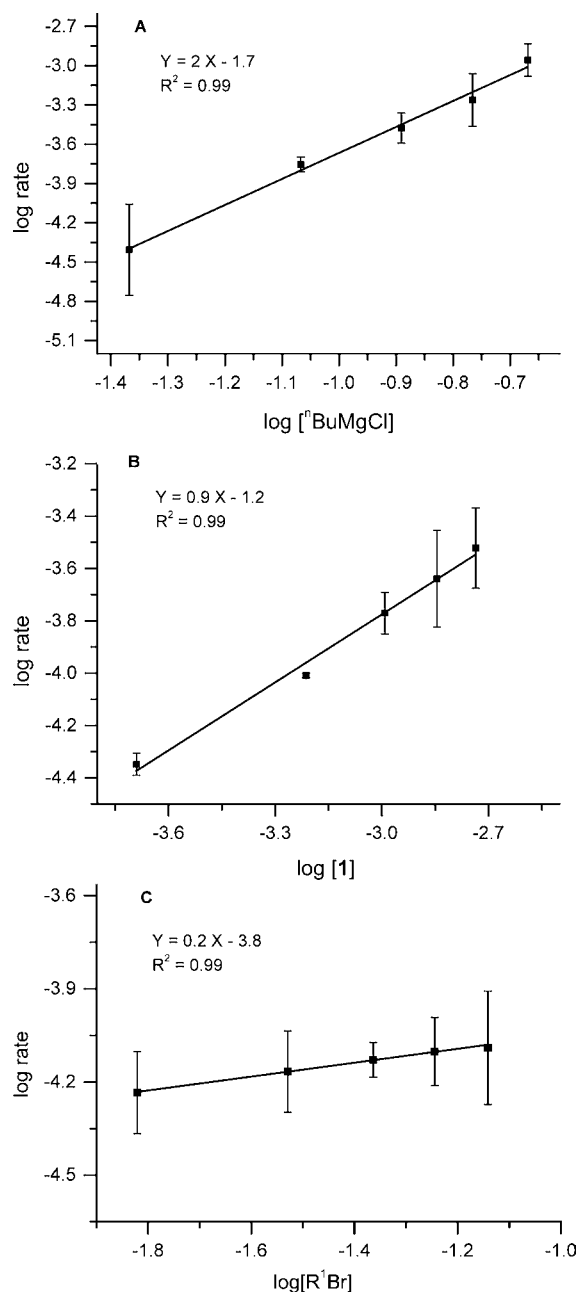 A
Y = 2 X - 1.7
R² = 0.99
-2.7
-3.0
-3.3
-3.6
-3.9
-4.2
-4.5
-4.8
-5.1
log rate
-1.4 -1.3 -1.2 -1.1 -1.0 -0.9 -0.8 -0.7
log [ⁿBuMgCl]
B
Y = 0.9 X - 1.2
R² = 0.99
-3.2
-3.4
-3.6
-3.8
-4.0
-4.2
-4.4
log rate
-3.6 -3.3 -3.0 -2.7
log [1]
C
Y = 0.2 X - 3.8
R² = 0.99
-3.6
-3.9
-4.2
-4.5
log rate
-1.8 -1.6 -1.4 -1.2 -1.0
log[R¹Br]